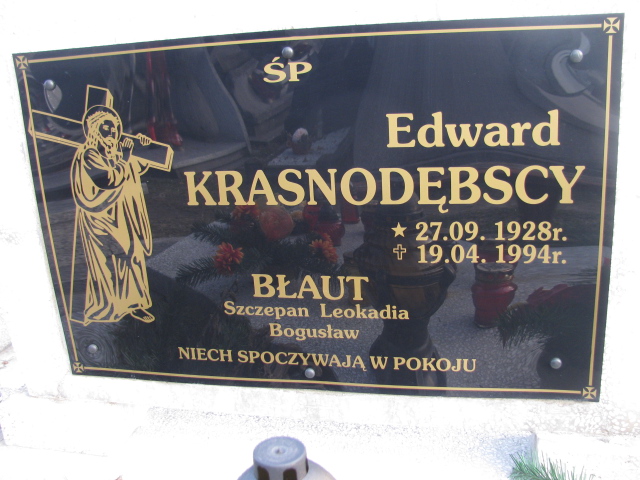 ŚP
Edward
KRASNODĘBSCY
★ 27.09. 1928r.
✝ 19.04. 1994r.
BŁAUT
Szczepan Leokadia
Bogusław
NIECH SPOCZYWAJĄ W POKOJU